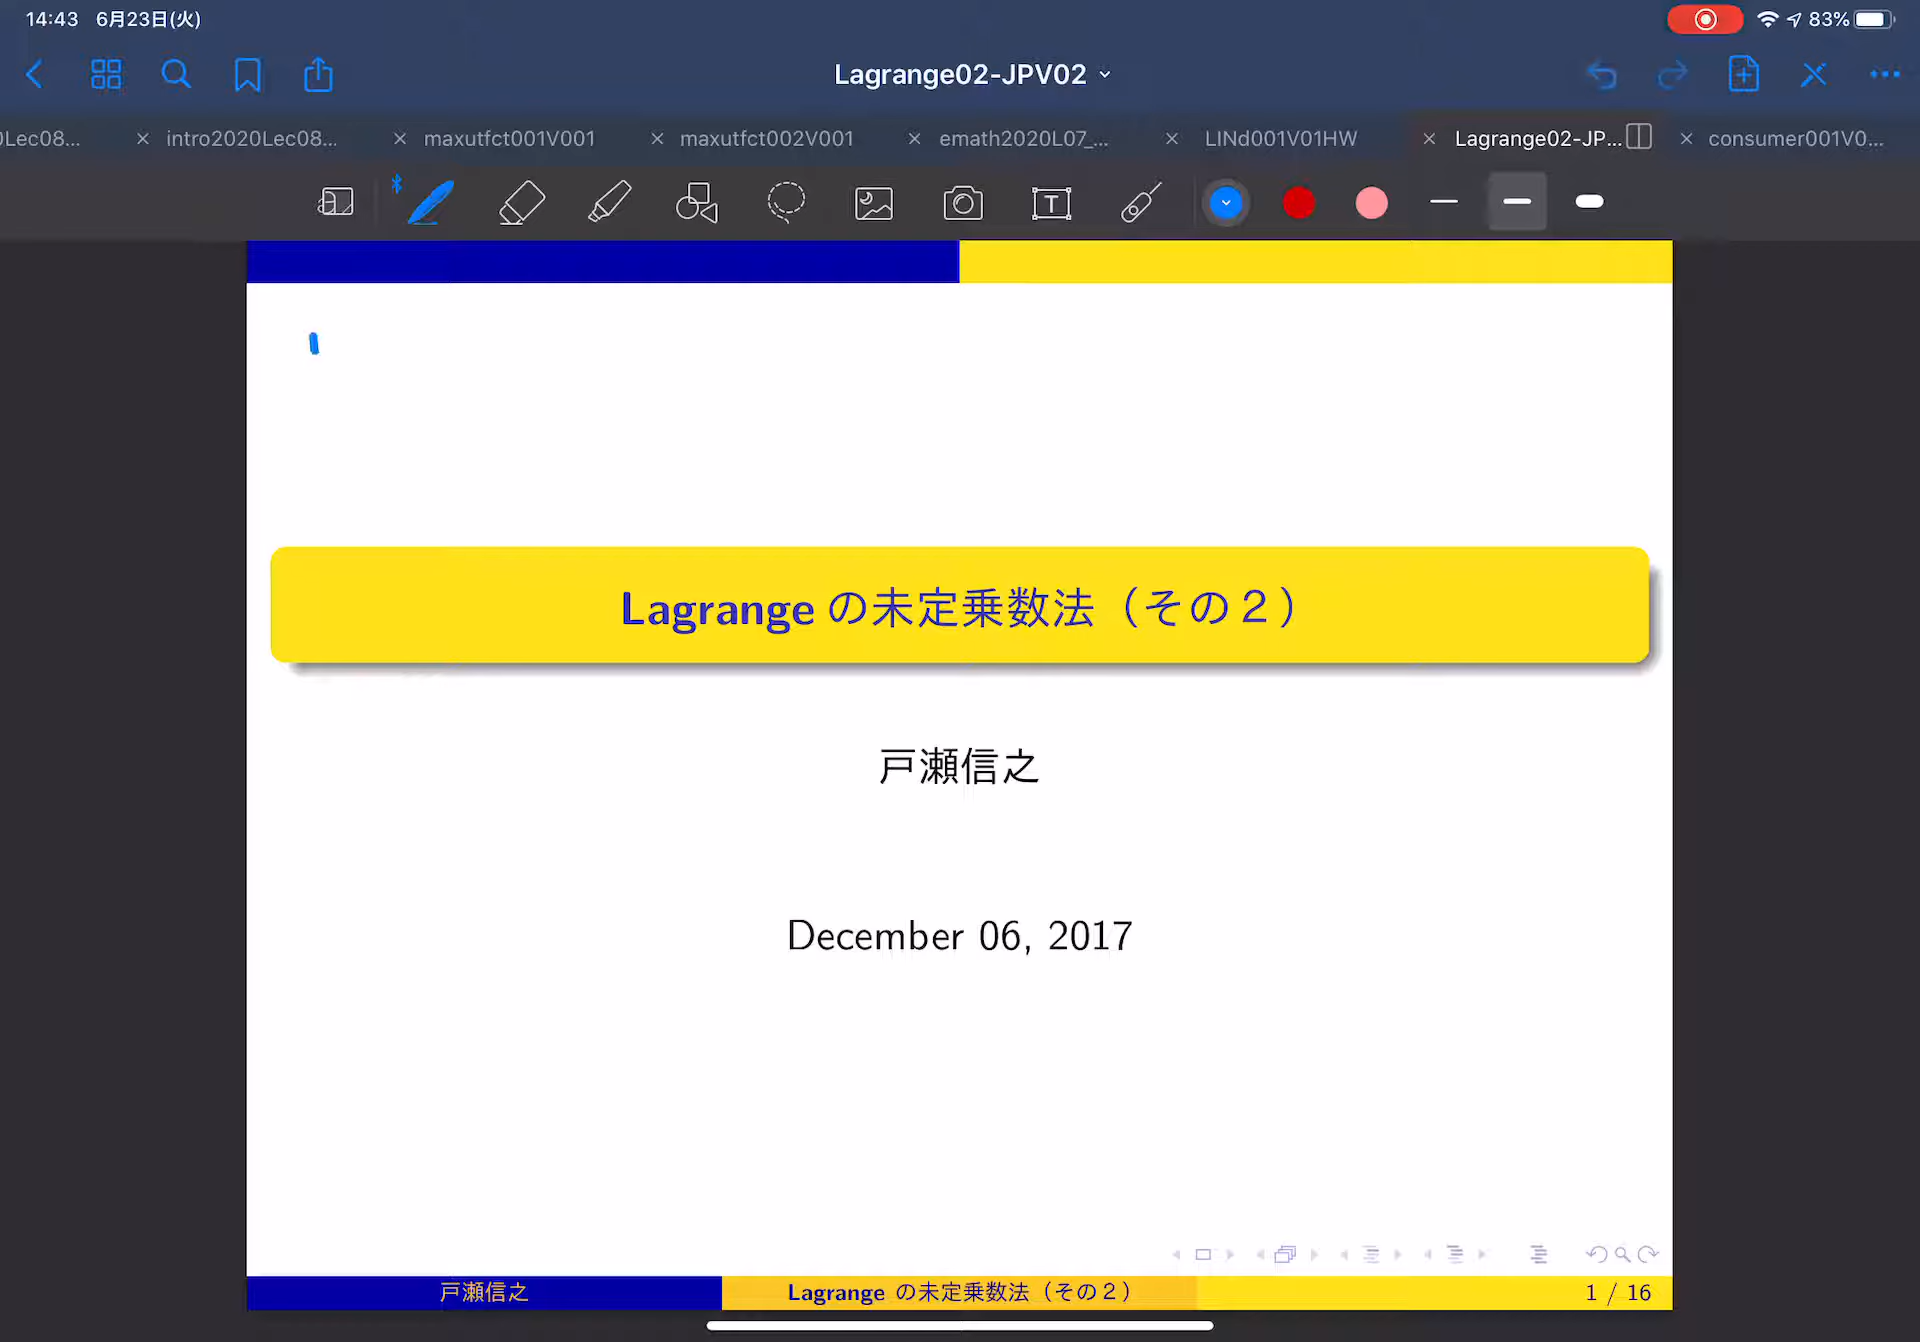 14:43 6月23日(火)
83%
Lagrange02-JPV02
Lec08...
intro2020Lec08...
maxutfct001V001
maxutfct002V001
emath2020L07_...
LINd001V01HW
Lagrange02-JP...
consumer001V0...
Lagrange の未定乗数法（その２）
戸瀬信之
December 06, 2017
戸瀬信之
Lagrange の未定乗数法（その２）
1 / 16